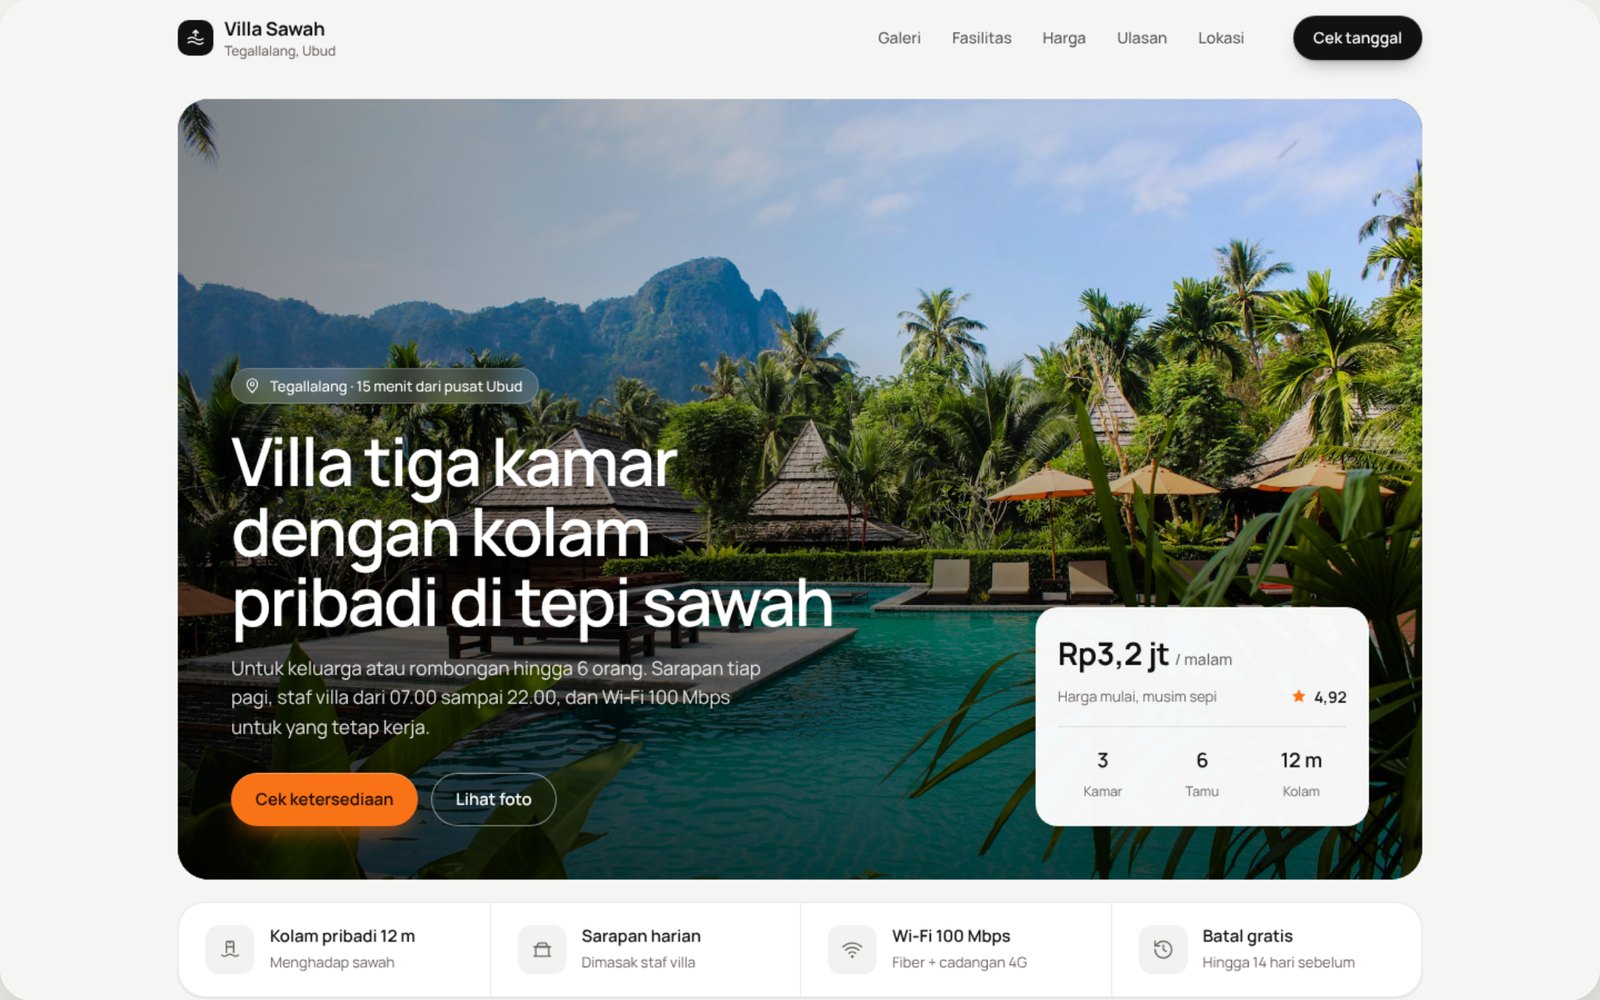 Villa Sawah
Tegallalang, Ubud
Galeri
Fasilitas
Harga
Ulasan
Lokasi
Cek tanggal
Tegallalang · 15 menit dari pusat Ubud
Villa tiga kamar
dengan kolam
pribadi di tepi sawah
Untuk keluarga atau rombongan hingga 6 orang. Sarapan tiap
pagi, staf villa dari 07.00 sampai 22.00, dan Wi-Fi 100 Mbps
untuk yang tetap kerja.
Cek ketersediaan
Lihat foto
Rp3,2 jt / malam
Harga mulai, musim sepi
4,92
3
Kamar
6
Tamu
12 m
Kolam
Kolam pribadi 12 m
Menghadap sawah
Sarapan harian
Dimasak staf villa
Wi-Fi 100 Mbps
Fiber + cadangan 4G
Batal gratis
Hingga 14 hari sebelum